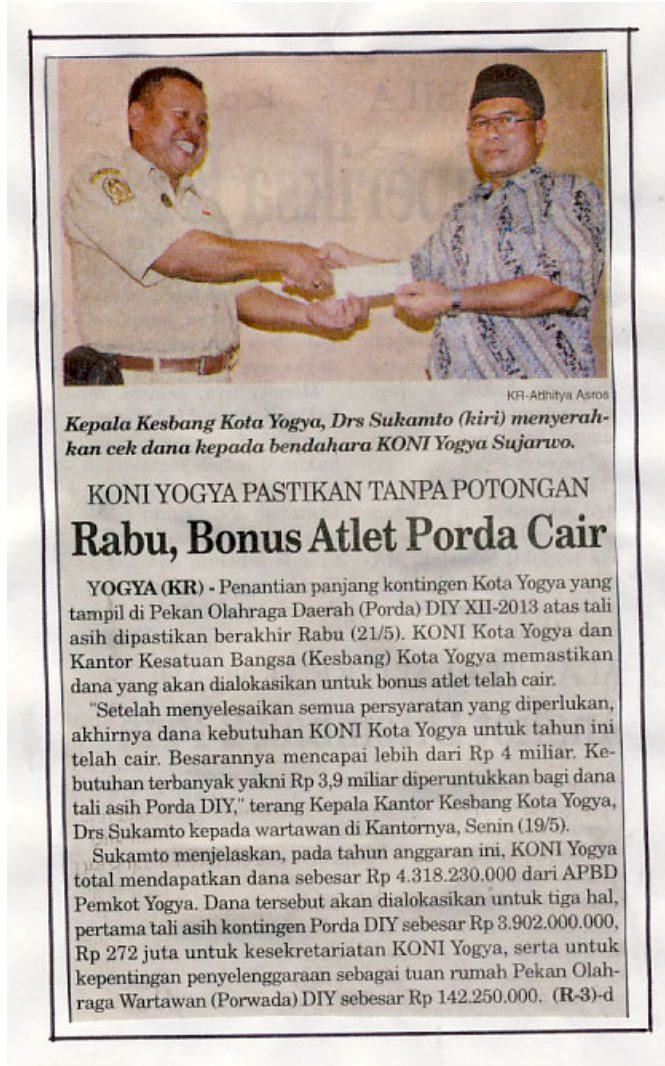 KR-Adhitya Asros
Kepala Kesbang Kota Yogya, Drs Sukamto (kiri) menyerah-
kan cek dana kepada bendahara KONI Yogya Sujarwo.
KONI YOGYA PASTIKAN TANPA POTONGAN
Rabu, Bonus Atlet Porda Cair
YOGYA (KR) - Penantian panjang kontingen Kota Yogya yang
tampil di Pekan Olahraga Daerah (Porda) DIY XII-2013 atas tali
asih dipastikan berakhir Rabu (21/5). KONI Kota Yogya dan
Kantor Kesatuan Bangsa (Kesbang) Kota Yogya memastikan
dana yang akan dialokasikan untuk bonus atlet telah cair.
"Setelah menyelesaikan semua persyaratan yang diperlukan,
akhirnya dana kebutuhan KONI Kota Yogya untuk tahun ini
telah cair. Besarannya mencapai lebih dari Rp 4 miliar. Ke-
butuhan terbanyak yakni Rp 3,9 miliar diperuntukkan bagi dana
tali asih Porda DIY," terang Kepala Kantor Kesbang Kota Yogya,
Drs Sukamto kepada wartawan di Kantornya, Senin (19/5).
Sukamto menjelaskan, pada tahun anggaran ini, KONI Yogya
total mendapatkan dana sebesar Rp 4.318.230.000 dari APBD
Pemkot Yogya. Dana tersebut akan dialokasikan untuk tiga hal,
pertama tali asih kontingen Porda DIY sebesar Rp 3.902.000.000,
Rp 272 juta untuk kesekretariatan KONI Yogya, serta untuk
kepentingan penyelenggaraan sebagai tuan rumah Pekan Olah-
raga Wartawan (Porwada) DIY sebesar Rp 142.250.000. (R-3)-d